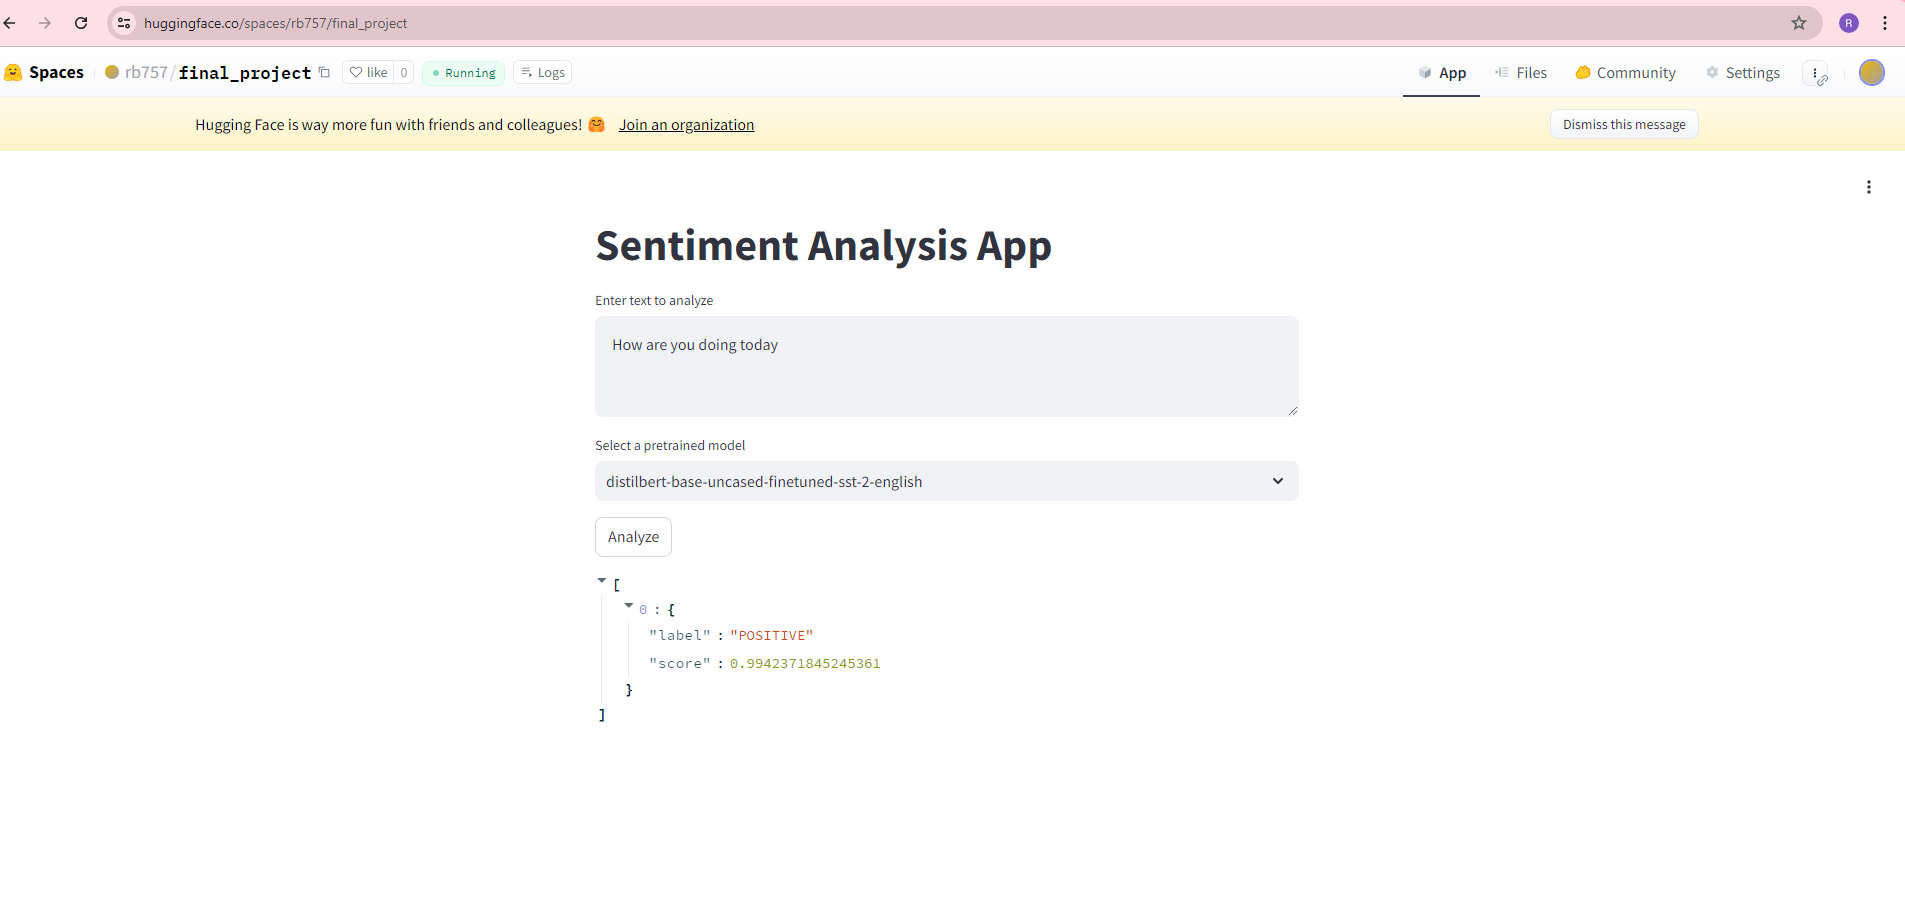 huggingface.co/spaces/rb757/final_project
R
Spaces rb757/final_project like 0 Running Logs App Files Community Settings
Hugging Face is way more fun with friends and colleagues! 🤗 Join an organization Dismiss this message
Sentiment Analysis App
Enter text to analyze
How are you doing today
Select a pretrained model
distilbert-base-uncased-finetuned-sst-2-english
Analyze
[
0 : {
"label" : "POSITIVE"
"score" : 0.9942371845245361
}
]